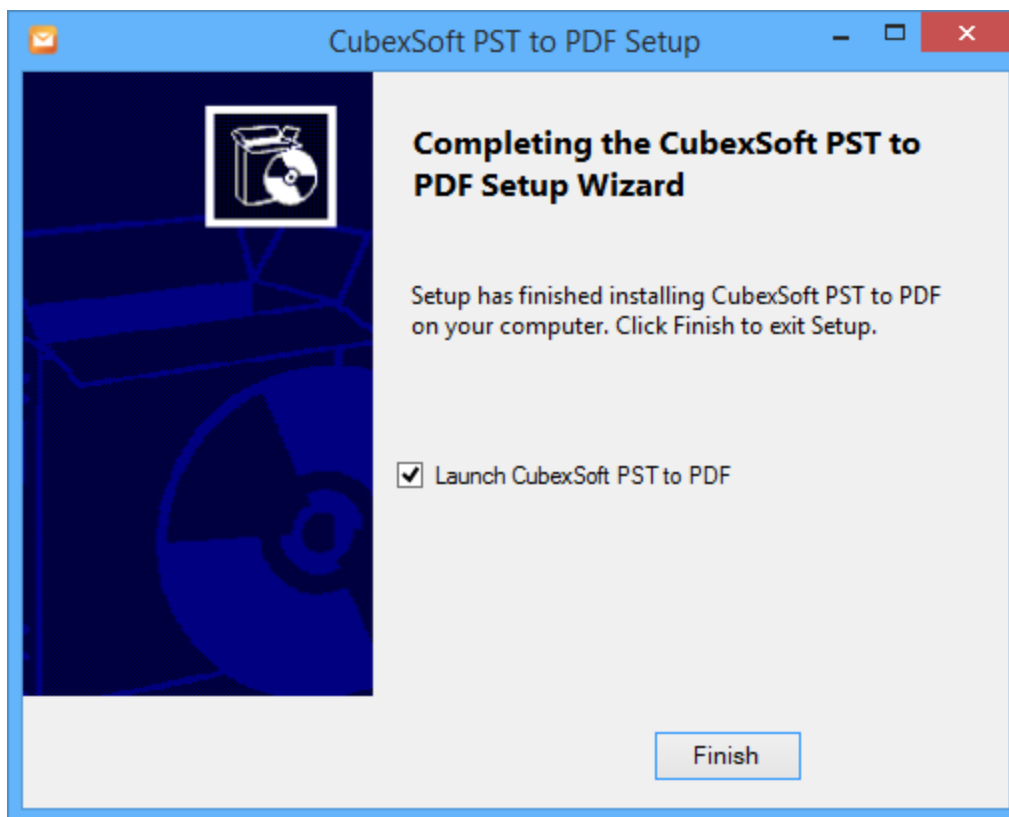 CubexSoft PST to PDF Setup
Completing the CubexSoft PST to
PDF Setup Wizard
Setup has finished installing CubexSoft PST to PDF
on your computer. Click Finish to exit Setup.
Launch CubexSoft PST to PDF
Finish